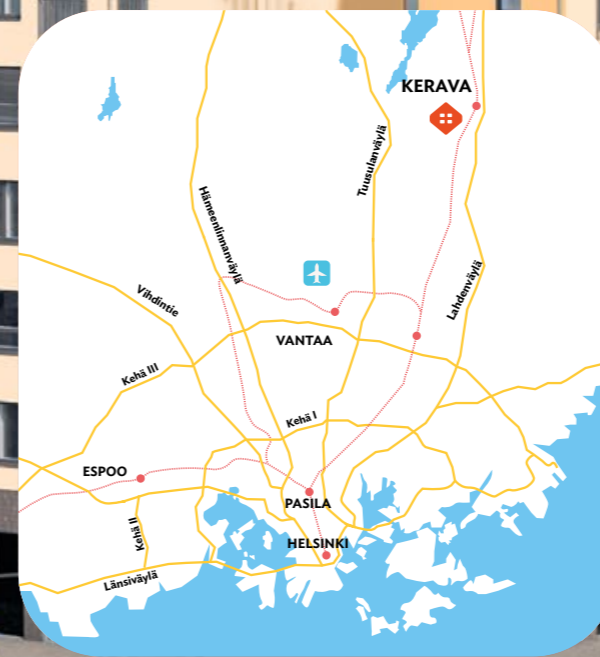 KERAVA
Tuusulanväylä
Hämeenlinnanväylä
Lahdenväylä
Vihdintie
VANTAA
Kehä III
Kehä I
ESPOO
PASILA
Kehä II
HELSINKI
Länsiväylä